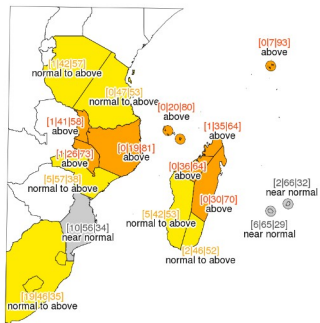 [0|7|93]
above
[1|42|57]
normal to above
[0|47|53]
normal to above
[0|20|80]
above
[1|41|58]
above
[0|19|81]
above
[1|35|64]
above
[1|26|73]
above
[0|36|64]
above
[5|57|38]
normal to above
[0|30|70]
above
[2|66|32]
near normal
[10|56|34]
near normal
[5|42|53]
normal to above
[6|65|29]
near normal
[2|46|52]
normal to above
[19|46|35]
normal to above